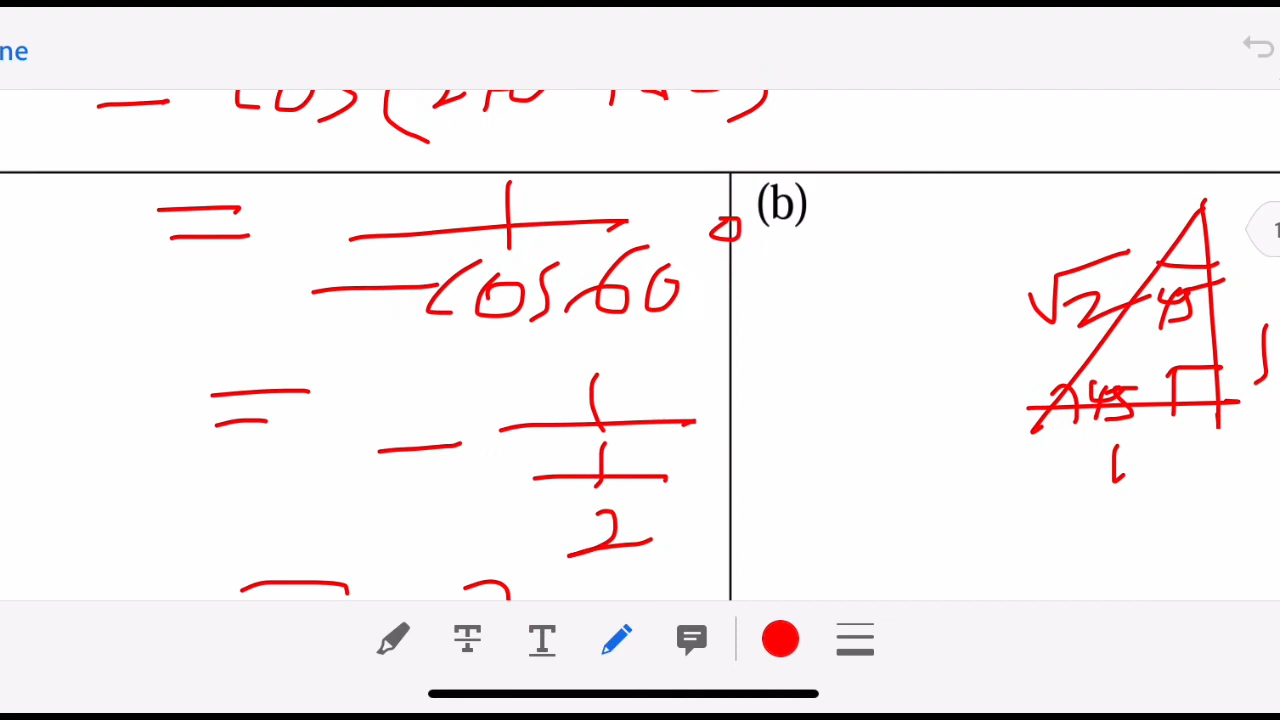 ne
= 1 / -cos 60°
(b)
√2 45 1
45
1
= - 1 / 1 / 2